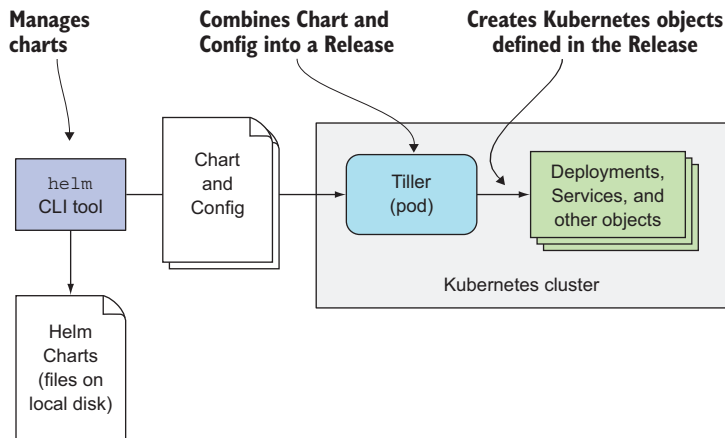 Manages
charts
Combines Chart and
Config into a Release
Creates Kubernetes objects
defined in the Release
helm
CLI tool
Chart
and
Config
Tiller
(pod)
Deployments,
Services, and
other objects
Kubernetes cluster
Helm
Charts
(files on
local disk)